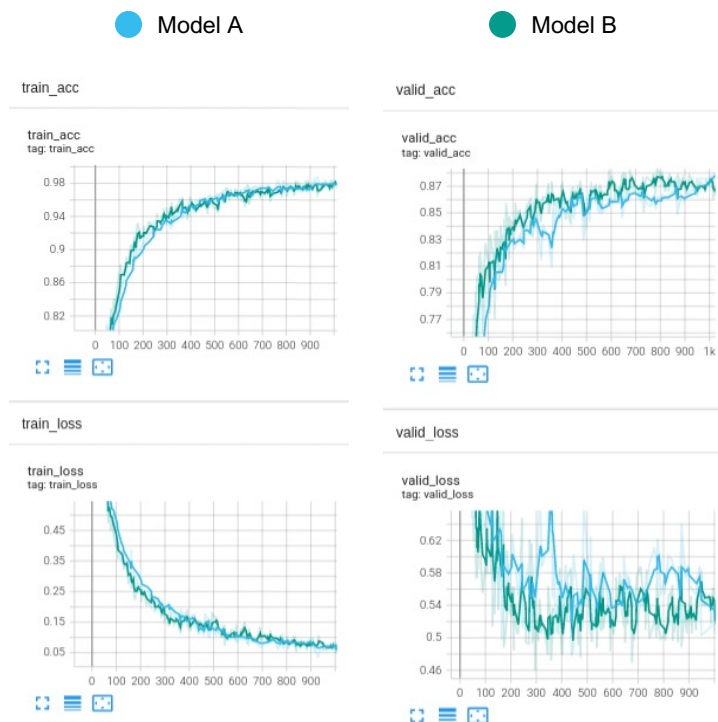 Model A
Model B
train_acc
train_acc
tag: train_acc
0.98
0.94
0.9
0.86
0.82
0 100 200 300 400 500 600 700 800 900
valid_acc
valid_acc
tag: valid_acc
0.87
0.85
0.83
0.81
0.79
0.77
0 100 200 300 400 500 600 700 800 900 1k
train_loss
train_loss
tag: train_loss
0.45
0.35
0.25
0.15
0.05
0 100 200 300 400 500 600 700 800 900
valid_loss
valid_loss
tag: valid_loss
0.62
0.58
0.54
0.5
0.46
0 100 200 300 400 500 600 700 800 900